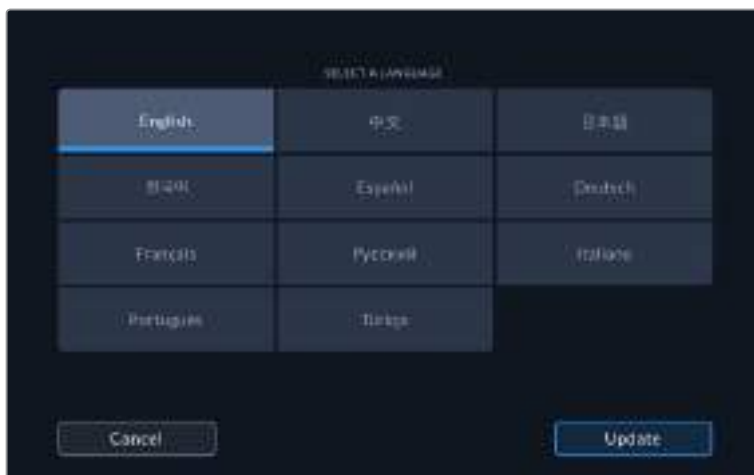 SELECT A LANGUAGE
English 中文 日本語
한국어 Español Deutsch
Français Русский Italiano
Português Türkçe
Cancel Update